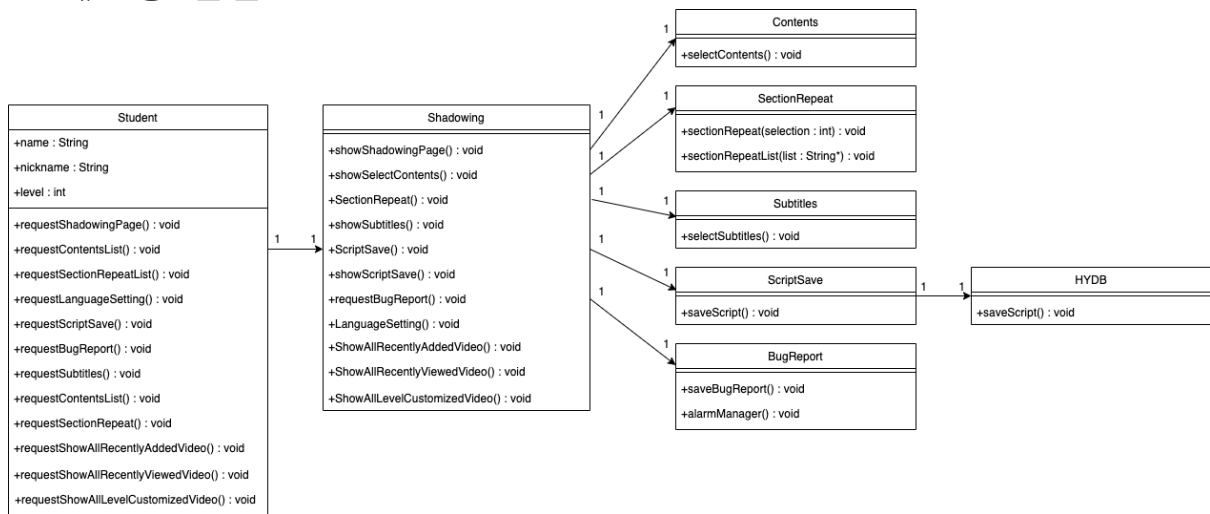 Student
+name : String
+nickname : String
+level : int
+requestShadowingPage() : void
+requestContentsList() : void
+requestSectionRepeatList() : void
+requestLanguageSetting() : void
+requestScriptSave() : void
+requestBugReport() : void
+requestSubtitles() : void
+requestContentsList() : void
+requestSectionRepeat() : void
+requestShowAllRecentlyAddedVideo() : void
+requestShowAllRecentlyViewedVideo() : void
+requestShowAllLevelCustomizedVideo() : void
1
1
Shadowing
+showShadowingPage() : void
+showSelectContents() : void
+SectionRepeat() : void
+showSubtitles() : void
+ScriptSave() : void
+showScriptSave() : void
+requestBugReport() : void
+LanguageSetting() : void
+ShowAllRecentlyAddedVideo() : void
+ShowAllRecentlyViewedVideo() : void
+ShowAllLevelCustomizedVideo() : void
1
1
1
1
1
1
1
1
1
1
Contents
+selectContents() : void
SectionRepeat
+sectionRepeat(selection : int) : void
+sectionRepeatList(list : String*) : void
Subtitles
+selectSubtitles() : void
ScriptSave
+saveScript() : void
1
1
HYDB
+saveScript() : void
BugReport
+saveBugReport() : void
+alarmManager() : void